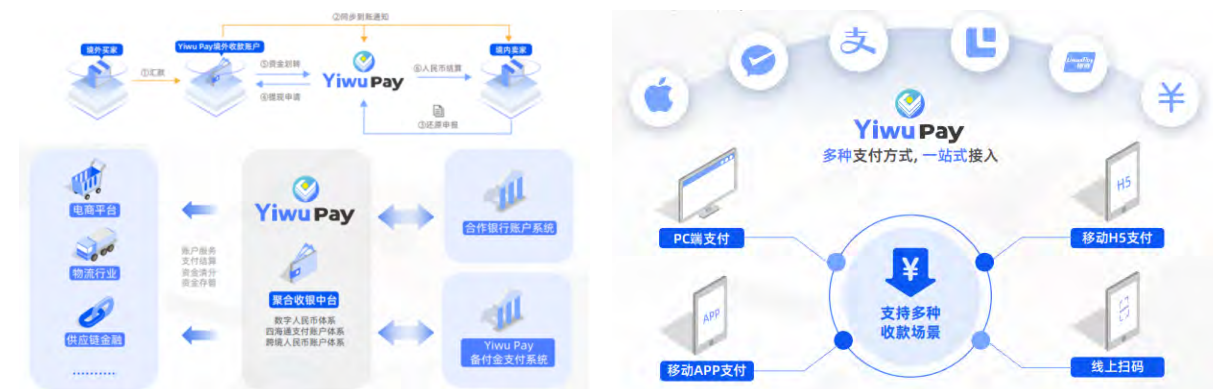 ②同步到账通知
境外买家
Yiwu Pay境外收款账户
境内卖家
①汇款
⑤资金划转
④提现申请
Yiwu Pay
⑥人民币结算
③还原申报
电商平台
物流行业
供应链金融
..........
账户服务
支付结算
资金清分
资金存管
Yiwu Pay
聚合收银中台
数字人民币体系
四海通支付账户体系
跨境人民币账户体系
合作银行账户系统
Yiwu Pay
备付金支付系统
支
¥
Yiwu Pay
多种支付方式, 一站式接入
PC端支付
H5
移动H5支付
¥
支持多种
收款场景
APP
移动APP支付
线上扫码